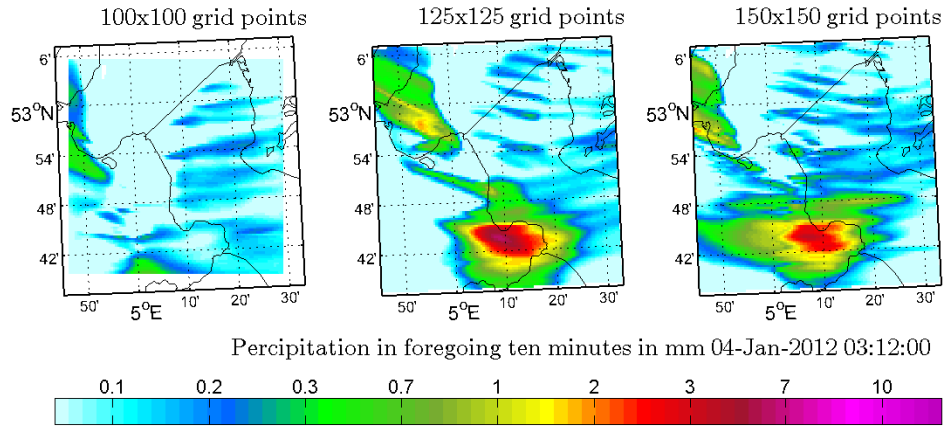 100x100 grid points 125x125 grid points 150x150 grid points
6'
53°N
54'
48'
42'
50' 5°E 10' 20' 30'
6'
53°N
54'
48'
42'
50' 5°E 10' 20' 30'
6'
53°N
54'
48'
42'
50' 5°E 10' 20' 30'
Percipitation in foregoing ten minutes in mm 04-Jan-2012 03:12:00
0.1 0.2 0.3 0.7 1 2 3 7 10